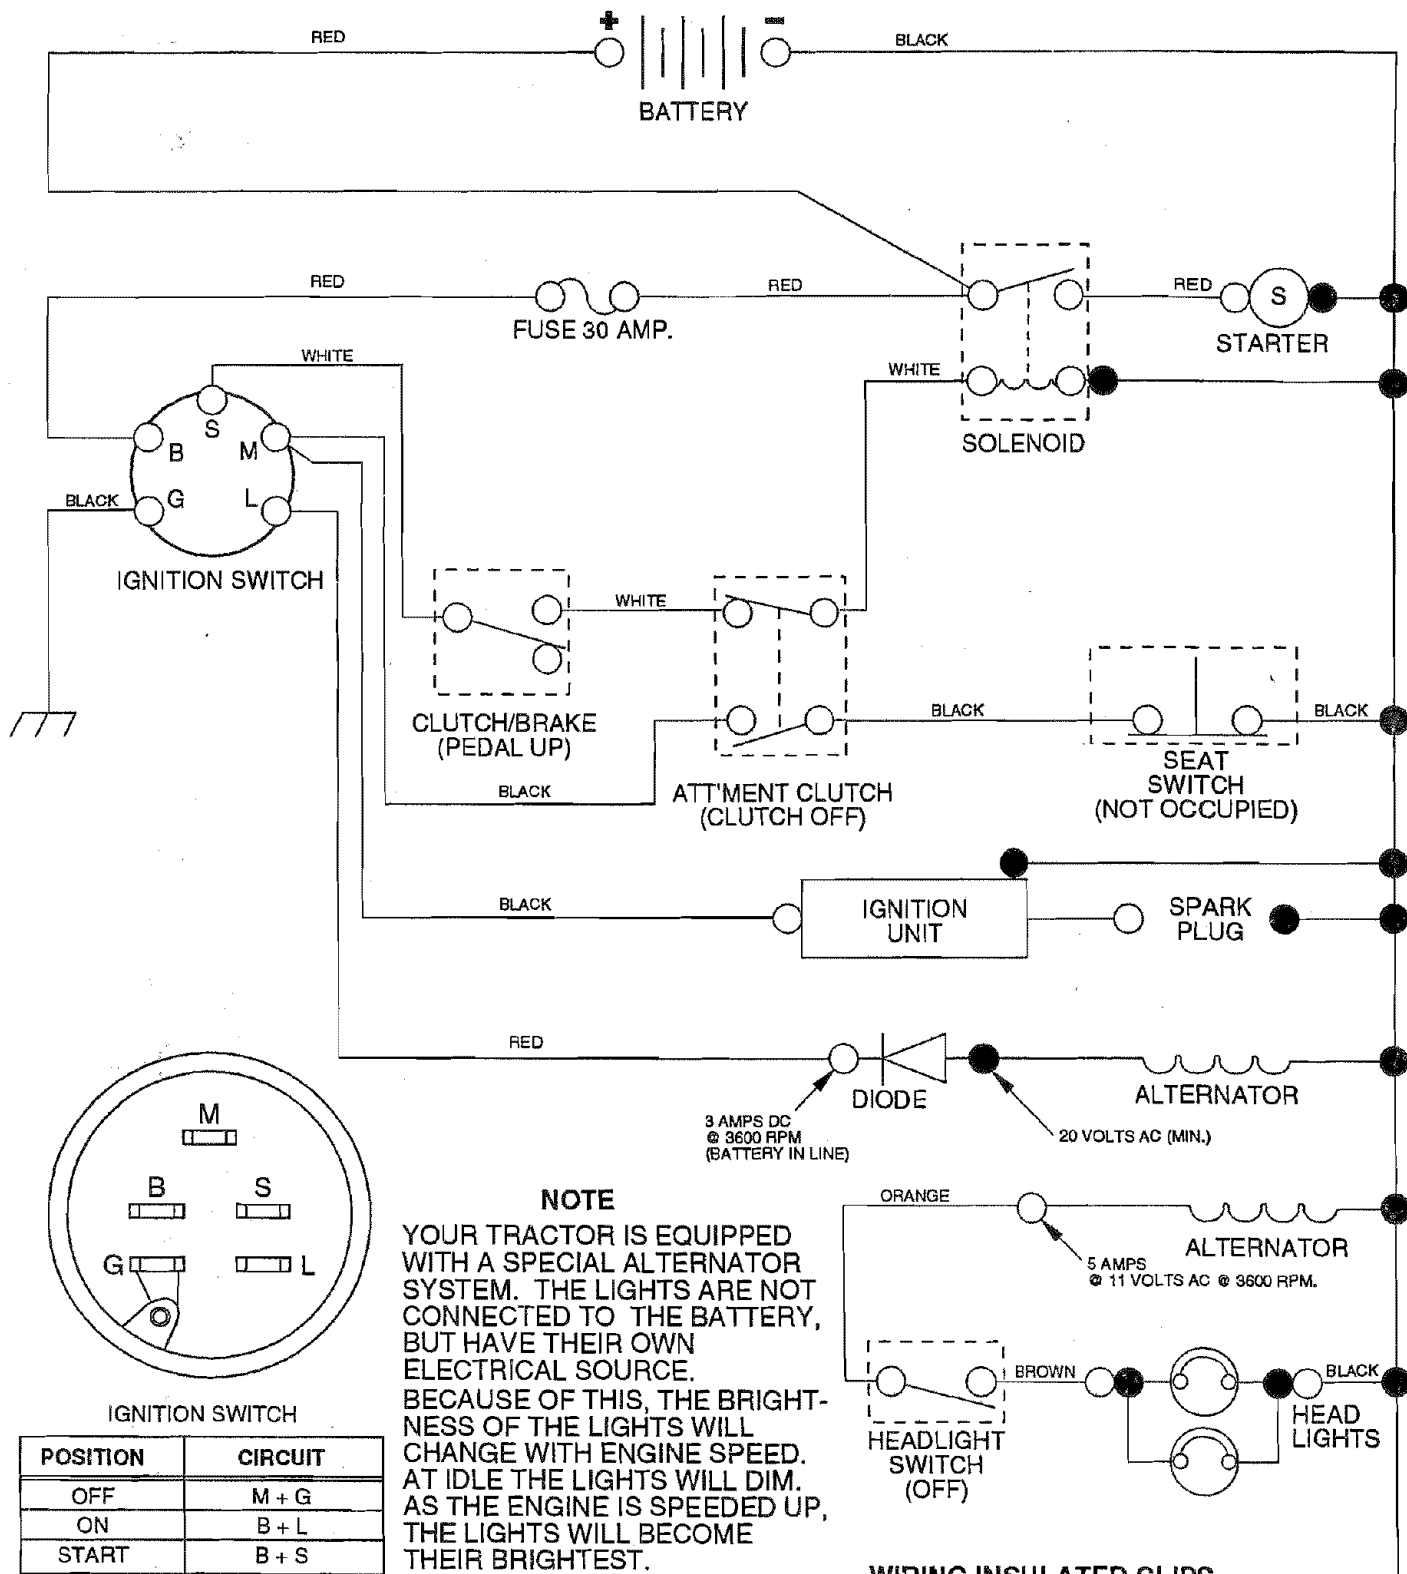 RED
+
-
BLACK
BATTERY
RED
RED
RED
S
FUSE 30 AMP.
STARTER
WHITE
WHITE
S
B
M
SOLENOID
BLACK
G
L
IGNITION SWITCH
WHITE
CLUTCH/BRAKE
(PEDAL UP)
BLACK
BLACK
SEAT
SWITCH
(NOT OCCUPIED)
BLACK
ATT'MENT CLUTCH
(CLUTCH OFF)
BLACK
IGNITION
UNIT
SPARK
PLUG
RED
DIODE
ALTERNATOR
3 AMPS DC
@ 3600 RPM
(BATTERY IN LINE)
20 VOLTS AC (MIN.)
M
B
S
G
L
IGNITION SWITCH
POSITION CIRCUIT
OFF M + G
ON B + L
START B + S
NOTE
YOUR TRACTOR IS EQUIPPED
WITH A SPECIAL ALTERNATOR
SYSTEM. THE LIGHTS ARE NOT
CONNECTED TO THE BATTERY,
BUT HAVE THEIR OWN
ELECTRICAL SOURCE.
BECAUSE OF THIS, THE BRIGHT-
NESS OF THE LIGHTS WILL
CHANGE WITH ENGINE SPEED.
AT IDLE THE LIGHTS WILL DIM.
AS THE ENGINE IS SPEEDED UP,
THE LIGHTS WILL BECOME
THEIR BRIGHTEST.
ORANGE
ALTERNATOR
5 AMPS
@ 11 VOLTS AC @ 3600 RPM.
BROWN
BLACK
HEADLIGHT
SWITCH
(OFF)
HEAD
LIGHTS
WIRING INSULATED CLIPS